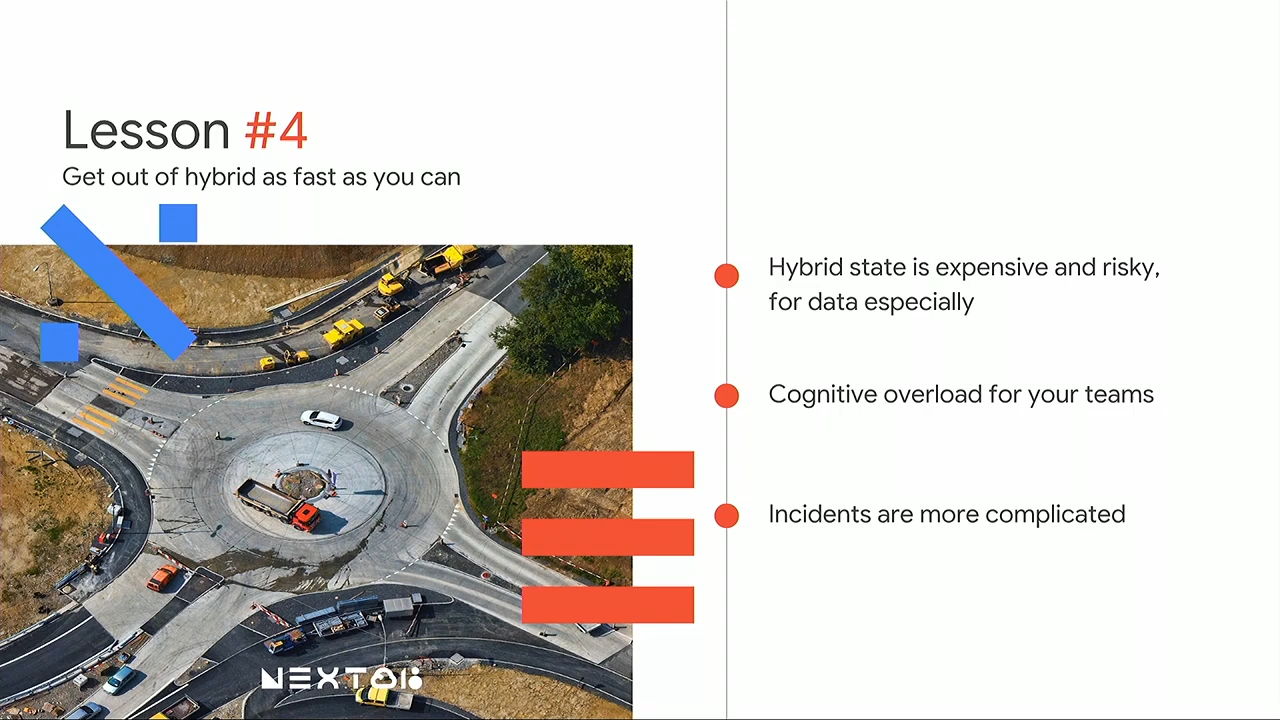 Lesson #4
Get out of hybrid as fast as you can
Hybrid state is expensive and risky,
for data especially
Cognitive overload for your teams
Incidents are more complicated
NEXT